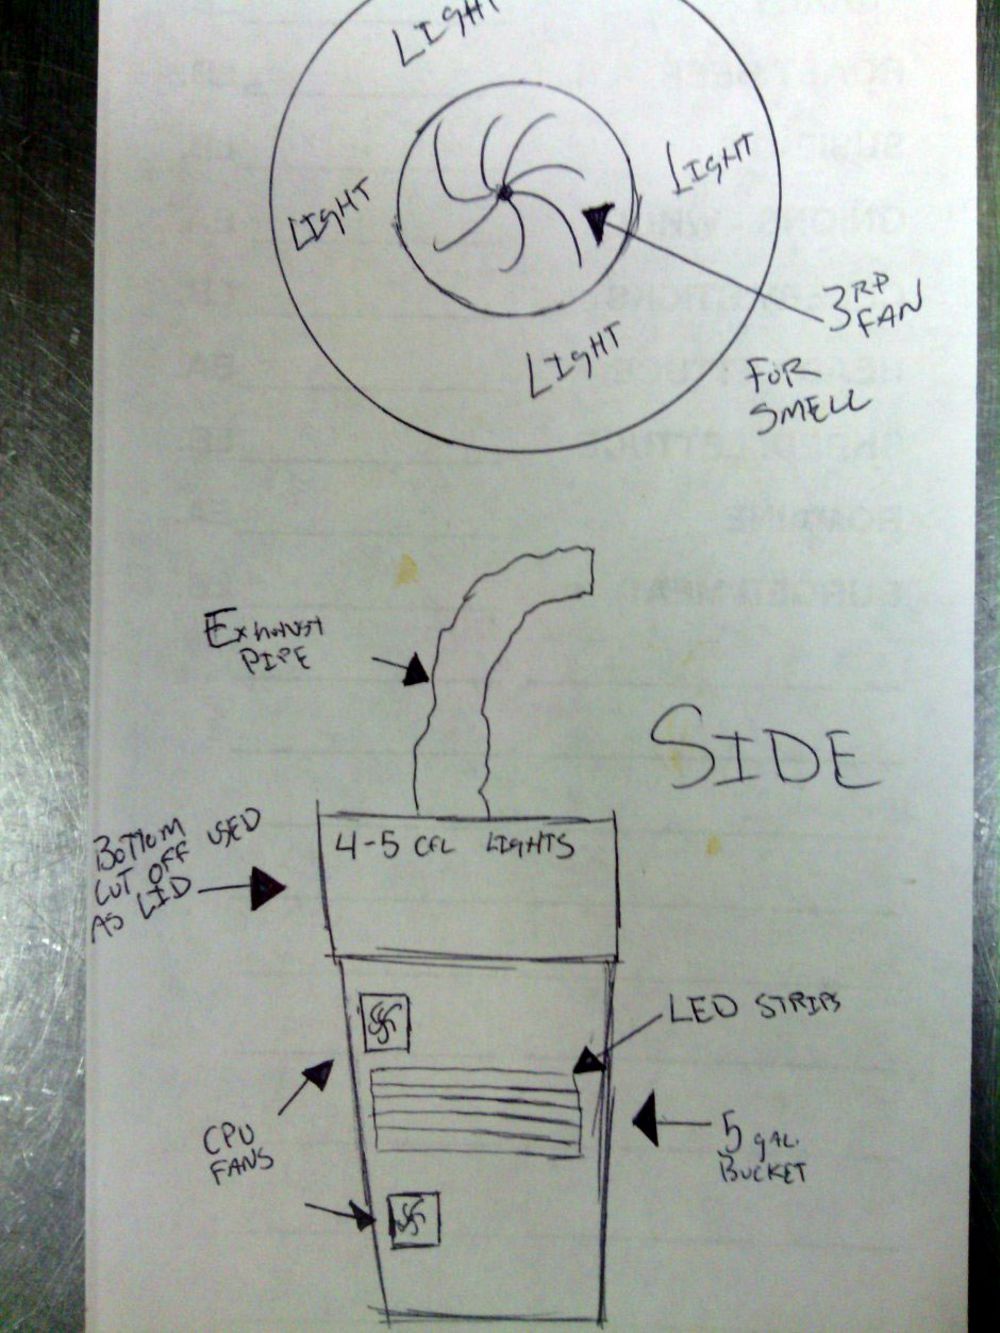 LIGHT
LIGHT
LIGHT
LIGHT
3RD
FAN
FOR
SMELL
EXHAUST
PIPE
SIDE
4-5 CFL LIGHTS
BOTTOM
CUT OFF USED
AS LID
LED STRIPS
CPU
FANS
5 gAL.
BUCKET